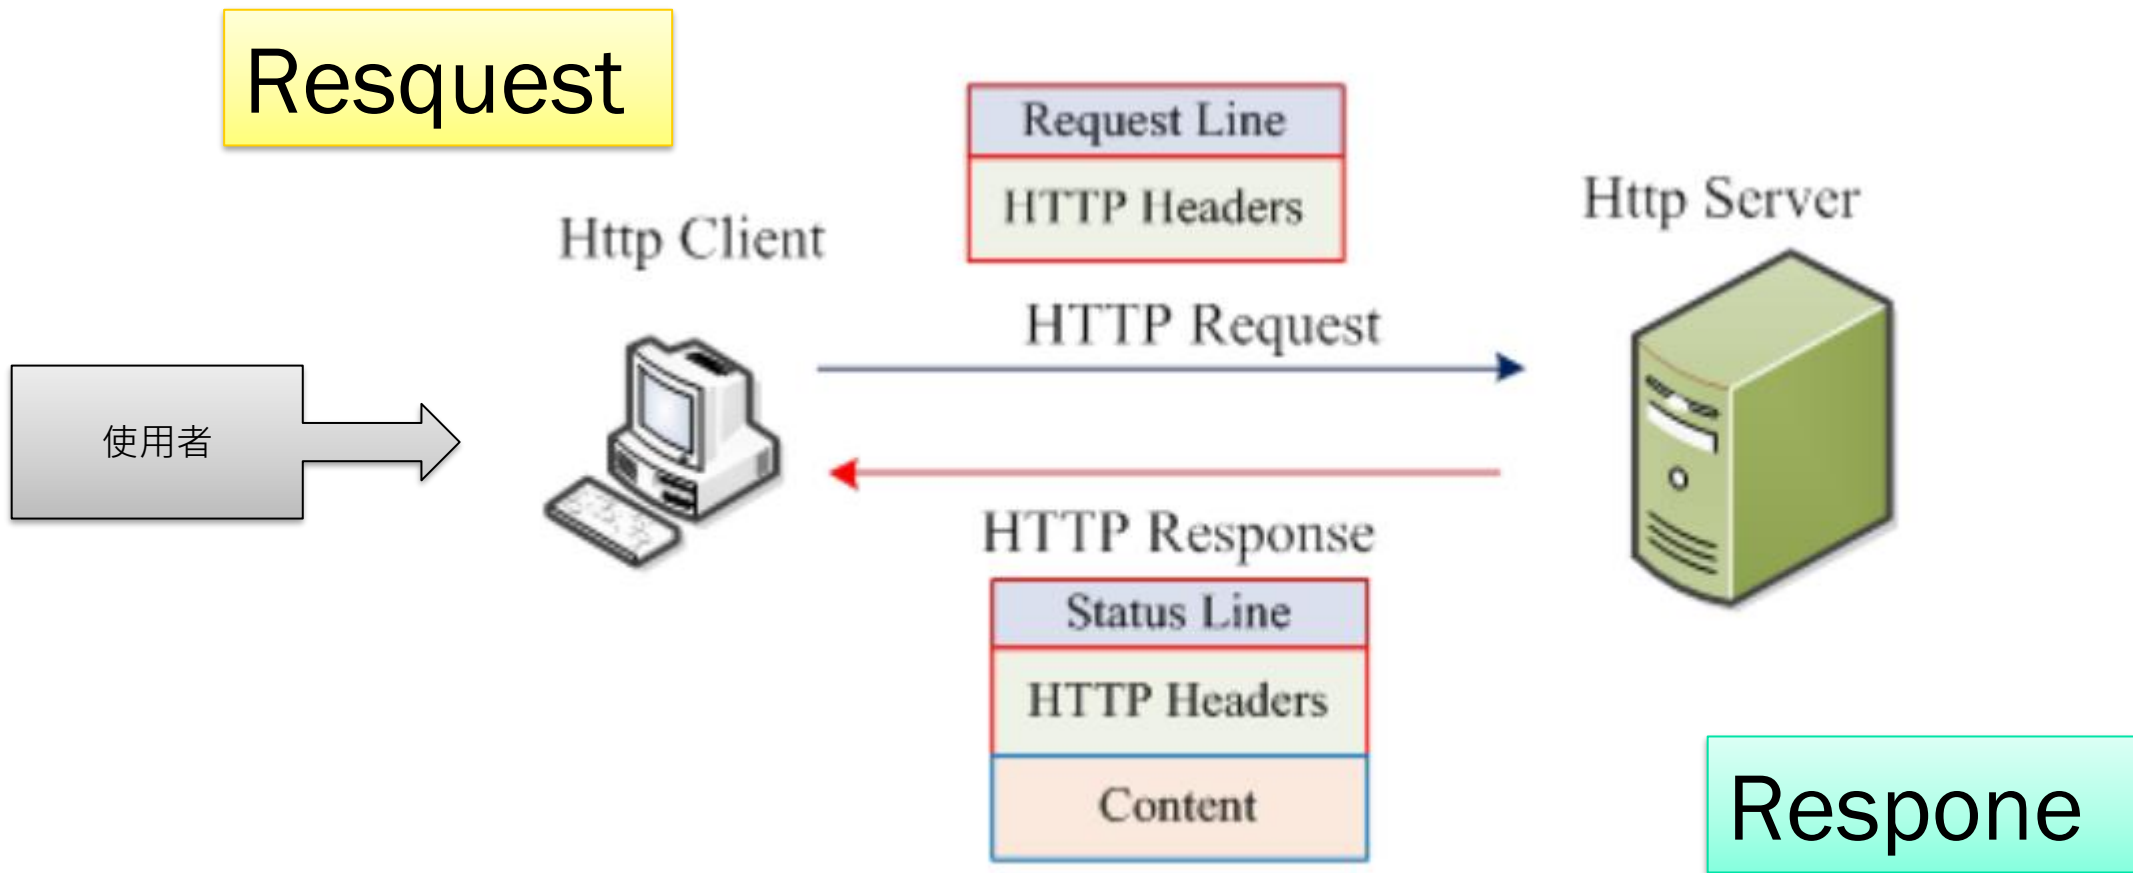 Resquest
Request Line
HTTP Headers
Http Client
Http Server
HTTP Request
使用者
HTTP Response
Status Line
HTTP Headers
Content
Respone